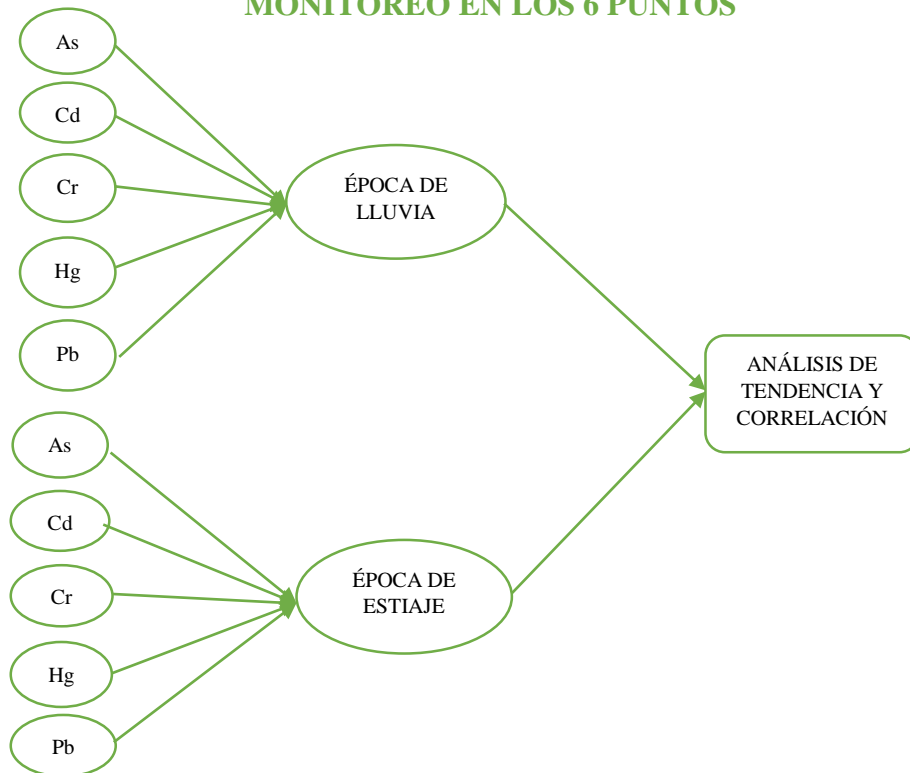 MONITOREO EN LOS 6 PUNTOS
As
Cd
Cr
Hg
Pb
ÉPOCA DE
LLUVIA
ANÁLISIS DE
TENDENCIA Y
CORRELACIÓN
As
Cd
Cr
Hg
Pb
ÉPOCA DE
ESTIAJE